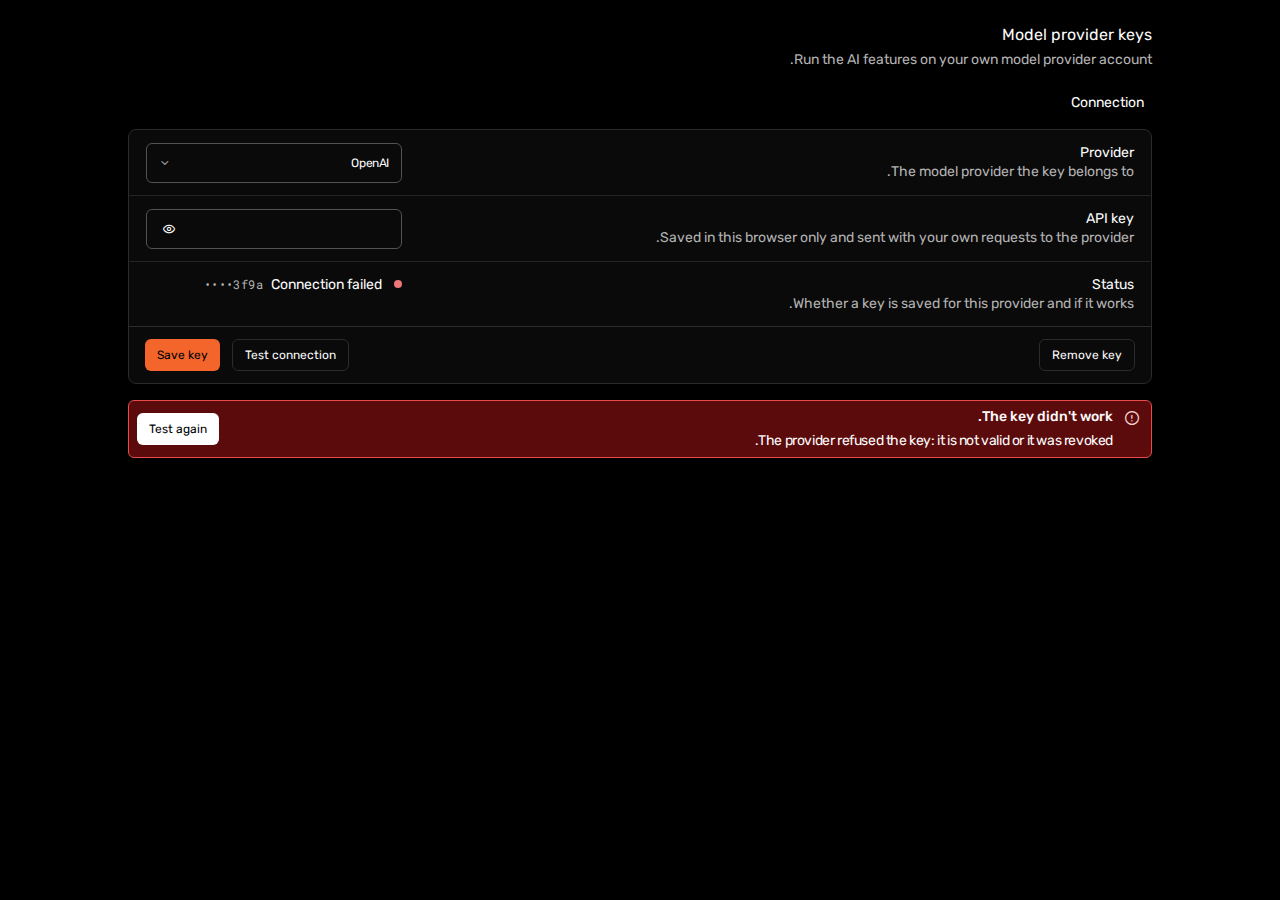 Model provider keys
.Run the AI features on your own model provider account
Connection
Provider
.The model provider the key belongs to
OpenAI
API key
.Saved in this browser only and sent with your own requests to the provider
Status
.Whether a key is saved for this provider and if it works
Connection failed
••••3f9a
Remove key
Test connection
Save key
.The key didn't work
.The provider refused the key: it is not valid or it was revoked
Test again